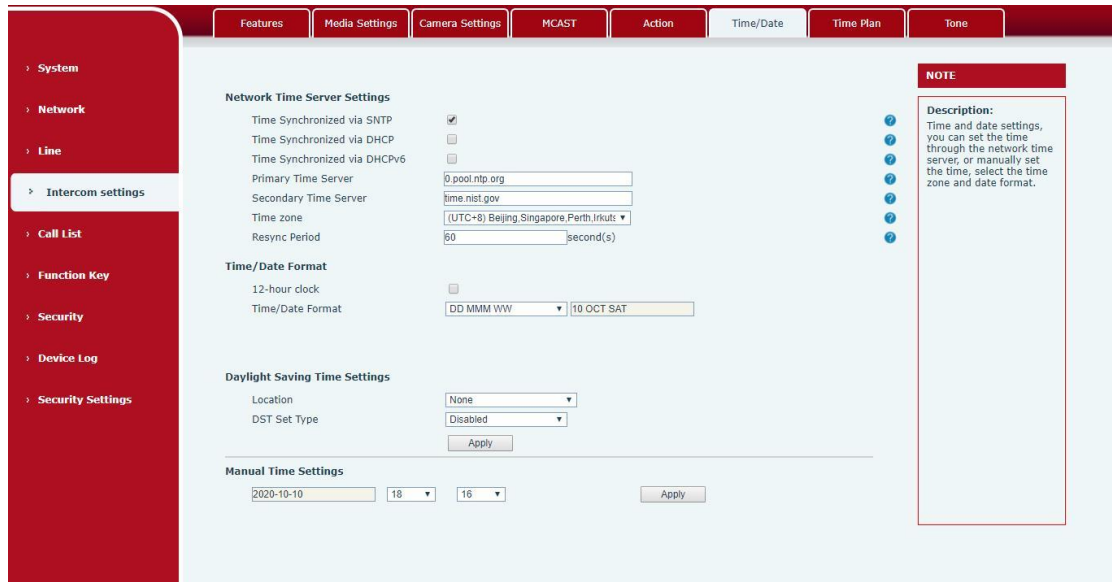 Features Media Settings Camera Settings MCAST Action Time/Date Time Plan Tone
› System
› Network
› Line
› Intercom settings
› Call List
› Function Key
› Security
› Device Log
› Security Settings
Network Time Server Settings
Time Synchronized via SNTP
Time Synchronized via DHCP
Time Synchronized via DHCPv6
Primary Time Server 0.pool.ntp.org
Secondary Time Server time.nist.gov
Time zone (UTC+8) Beijing,Singapore,Perth,Irkuts
Resync Period 60 second(s)
Time/Date Format
12-hour clock
Time/Date Format DD MMM WW 10 OCT SAT
Daylight Saving Time Settings
Location None
DST Set Type Disabled
Apply
Manual Time Settings
2020-10-10 18 16 Apply
NOTE
Description:
Time and date settings,
you can set the time
through the network time
server, or manually set
the time, select the time
zone and date format.